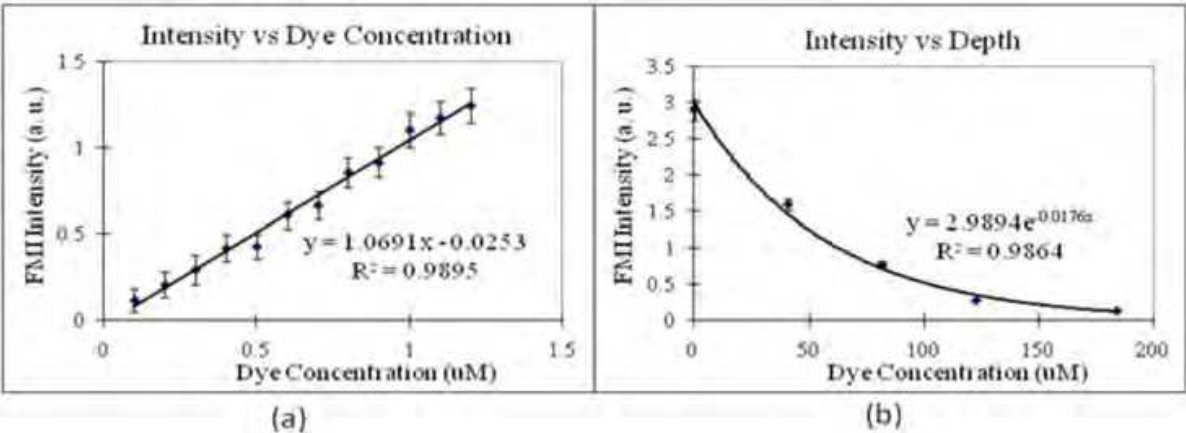 Intensity vs Dye Concentration
FMI Intensity (a. u.)
1.5
1
0.5
0
y = 1.0691x - 0.0253
R² = 0.9895
0 0.5 1 1.5
Dye Concentration (uM)
(a)
Intensity vs Depth
FMI Intensity (a. u.)
3.5
3
2.5
2
1.5
1
0.5
0
y = 2.9894e^-0.0176x
R² = 0.9864
0 50 100 150 200
Dye Concentration (uM)
(b)